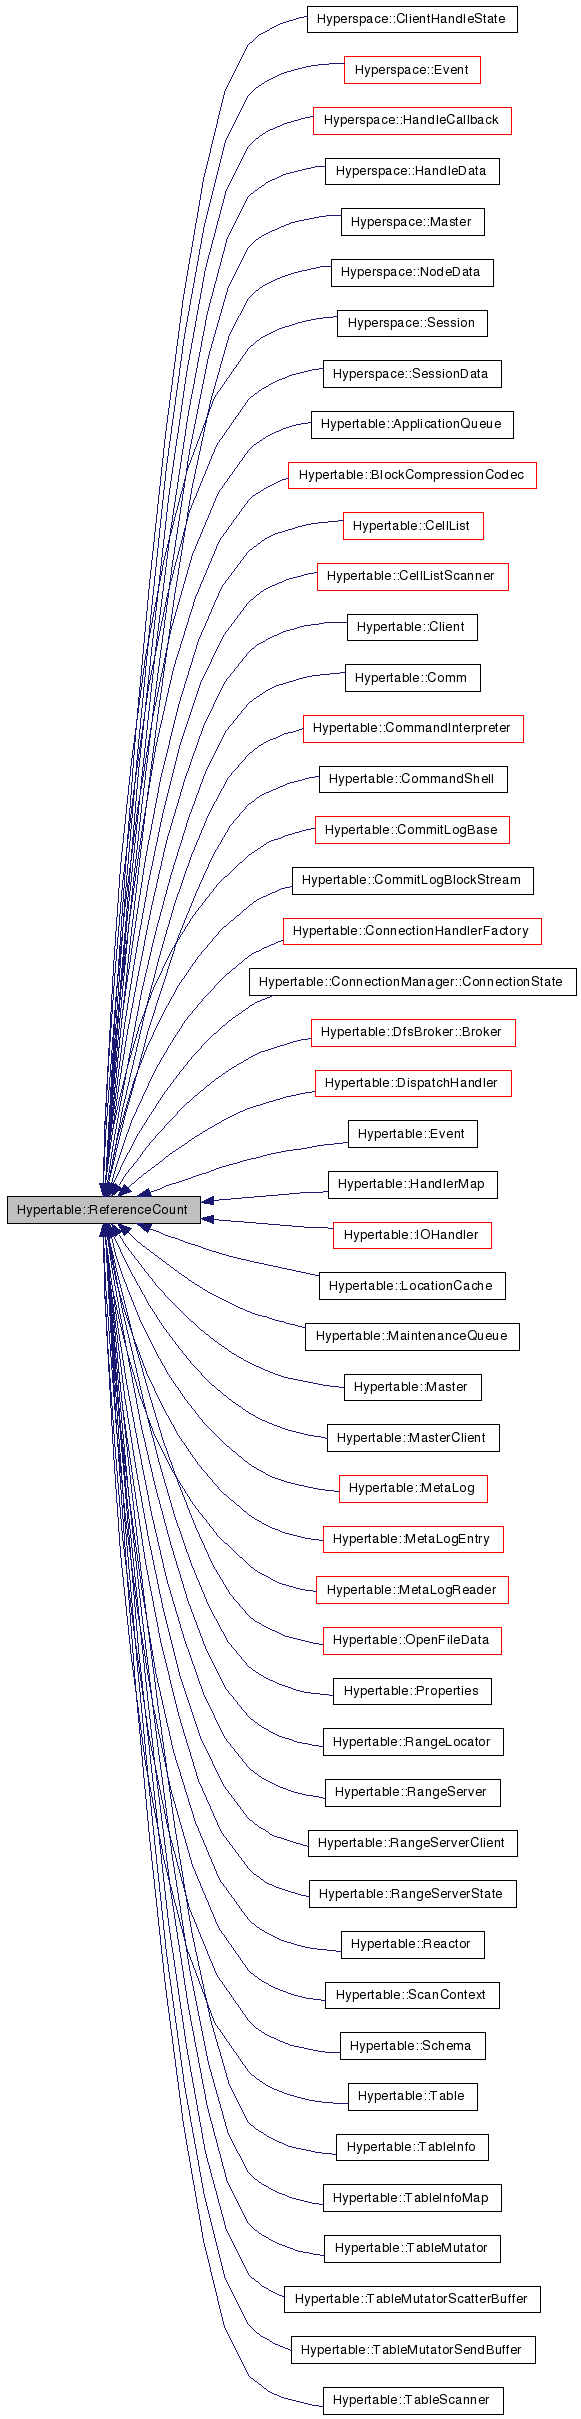 Hyperspace::ClientHandleState
Hyperspace::Event
Hyperspace::HandleCallback
Hyperspace::HandleData
Hyperspace::Master
Hyperspace::NodeData
Hyperspace::Session
Hyperspace::SessionData
Hypertable::ApplicationQueue
Hypertable::BlockCompressionCodec
Hypertable::CellList
Hypertable::CellListScanner
Hypertable::Client
Hypertable::Comm
Hypertable::CommandInterpreter
Hypertable::CommandShell
Hypertable::CommitLogBase
Hypertable::CommitLogBlockStream
Hypertable::ConnectionHandlerFactory
Hypertable::ConnectionManager::ConnectionState
Hypertable::DfsBroker::Broker
Hypertable::DispatchHandler
Hypertable::Event
Hypertable::HandlerMap
Hypertable::ReferenceCount
Hypertable::IOHandler
Hypertable::LocationCache
Hypertable::MaintenanceQueue
Hypertable::Master
Hypertable::MasterClient
Hypertable::MetaLog
Hypertable::MetaLogEntry
Hypertable::MetaLogReader
Hypertable::OpenFileData
Hypertable::Properties
Hypertable::RangeLocator
Hypertable::RangeServer
Hypertable::RangeServerClient
Hypertable::RangeServerState
Hypertable::Reactor
Hypertable::ScanContext
Hypertable::Schema
Hypertable::Table
Hypertable::TableInfo
Hypertable::TableInfoMap
Hypertable::TableMutator
Hypertable::TableMutatorScatterBuffer
Hypertable::TableMutatorSendBuffer
Hypertable::TableScanner